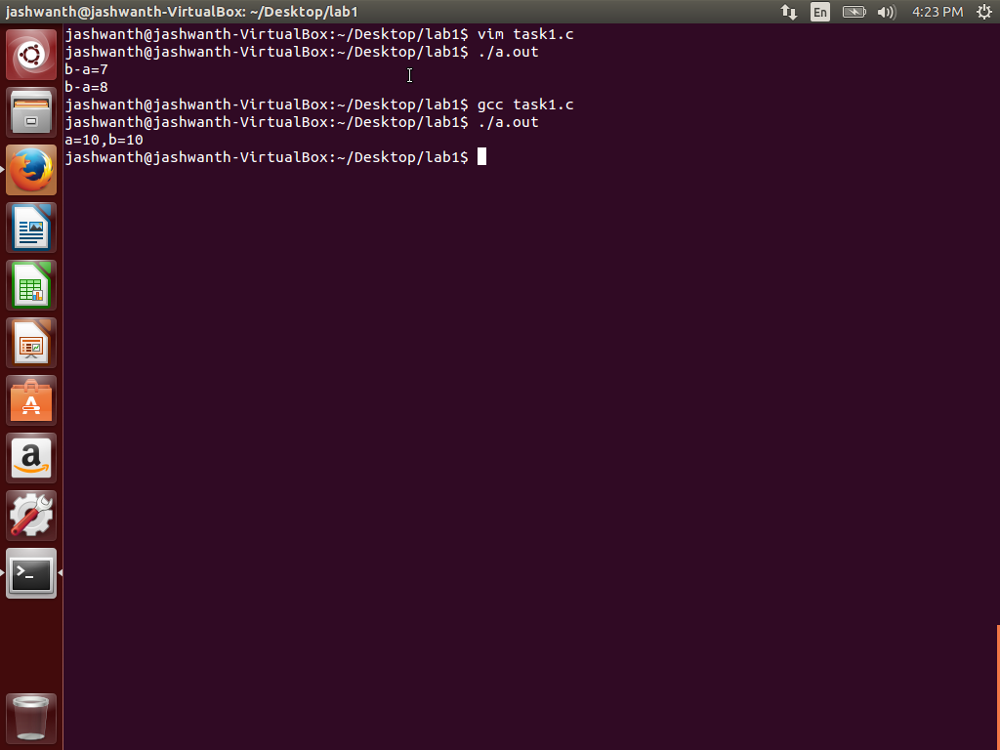 jashwanth@jashwanth-VirtualBox: ~/Desktop/lab1
En
4:23 PM
jashwanth@jashwanth-VirtualBox:~/Desktop/lab1$ vim task1.c
jashwanth@jashwanth-VirtualBox:~/Desktop/lab1$ ./a.out
b-a=7
b-a=8
jashwanth@jashwanth-VirtualBox:~/Desktop/lab1$ gcc task1.c
jashwanth@jashwanth-VirtualBox:~/Desktop/lab1$ ./a.out
a=10,b=10
jashwanth@jashwanth-VirtualBox:~/Desktop/lab1$